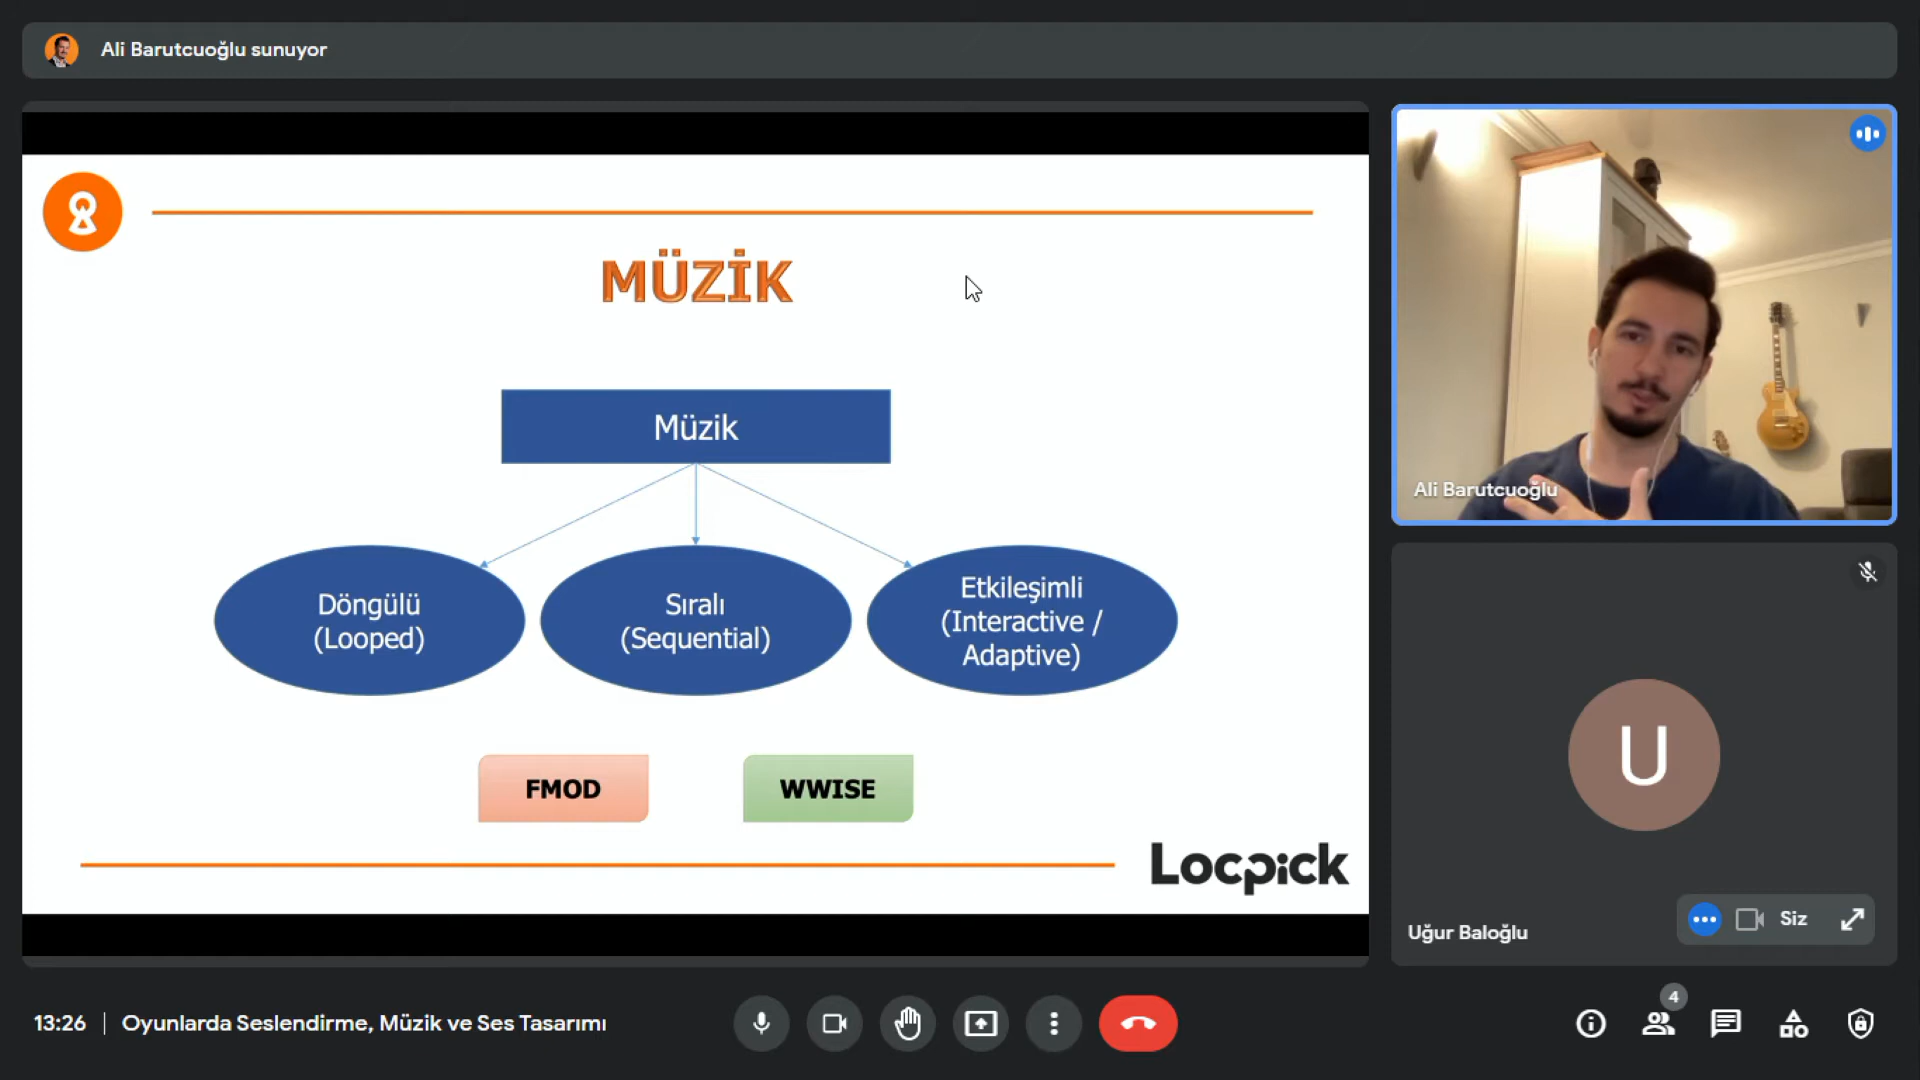 Ali Barutcuoğlu sunuyor
MÜZİK
Müzik
Döngülü
(Looped)
Sıralı
(Sequential)
Etkileşimli
(Interactive /
Adaptive)
FMOD
WWISE
Locpick
Ali Barutcuoğlu
U
Uğur Baloğlu
Siz
13:26
Oyunlarda Seslendirme, Müzik ve Ses Tasarımı
4